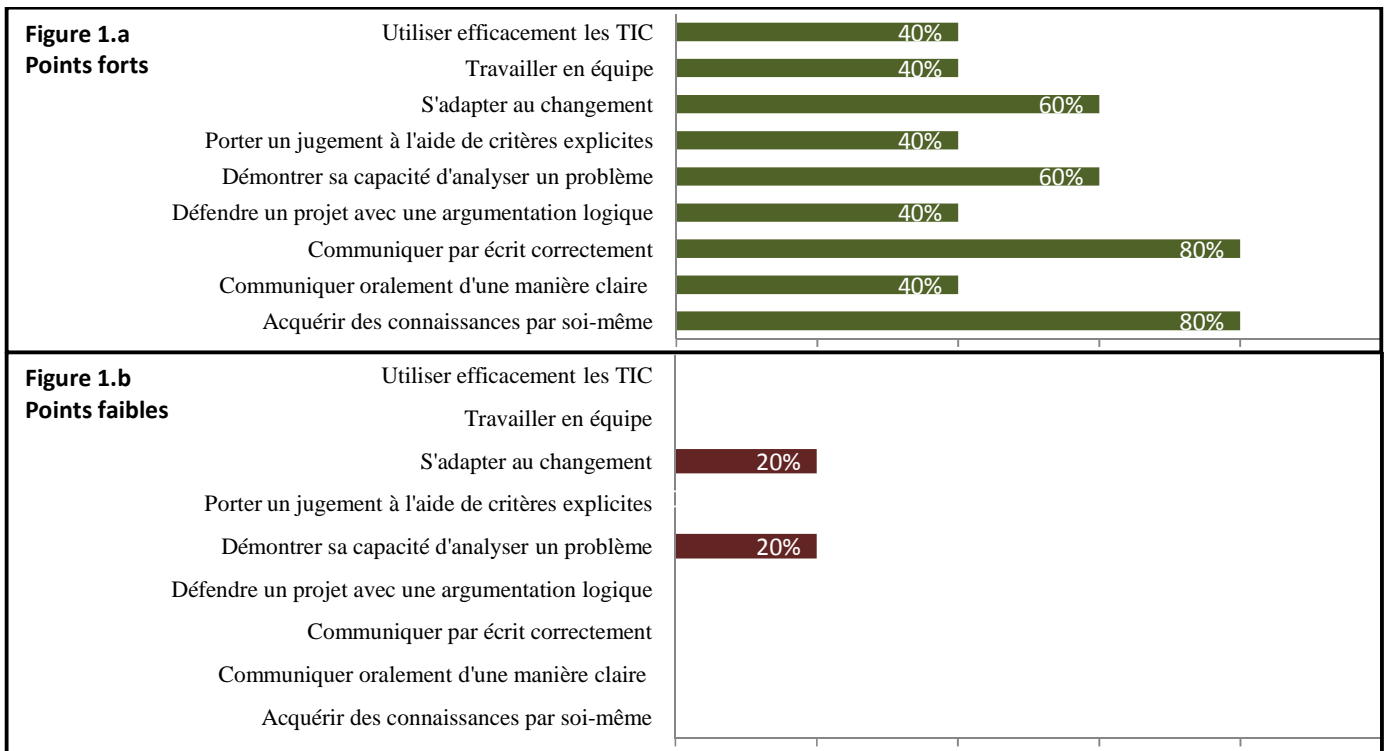 Figure 1.a
Points forts
Utiliser efficacement les TIC 40%
Travailler en équipe 40%
S'adapter au changement 60%
Porter un jugement à l'aide de critères explicites 40%
Démontrer sa capacité d'analyser un problème 60%
Défendre un projet avec une argumentation logique 40%
Communiquer par écrit correctement 80%
Communiquer oralement d'une manière claire 40%
Acquérir des connaissances par soi-même 80%
Figure 1.b
Points faibles
Utiliser efficacement les TIC
Travailler en équipe
S'adapter au changement 20%
Porter un jugement à l'aide de critères explicites
Démontrer sa capacité d'analyser un problème 20%
Défendre un projet avec une argumentation logique
Communiquer par écrit correctement
Communiquer oralement d'une manière claire
Acquérir des connaissances par soi-même